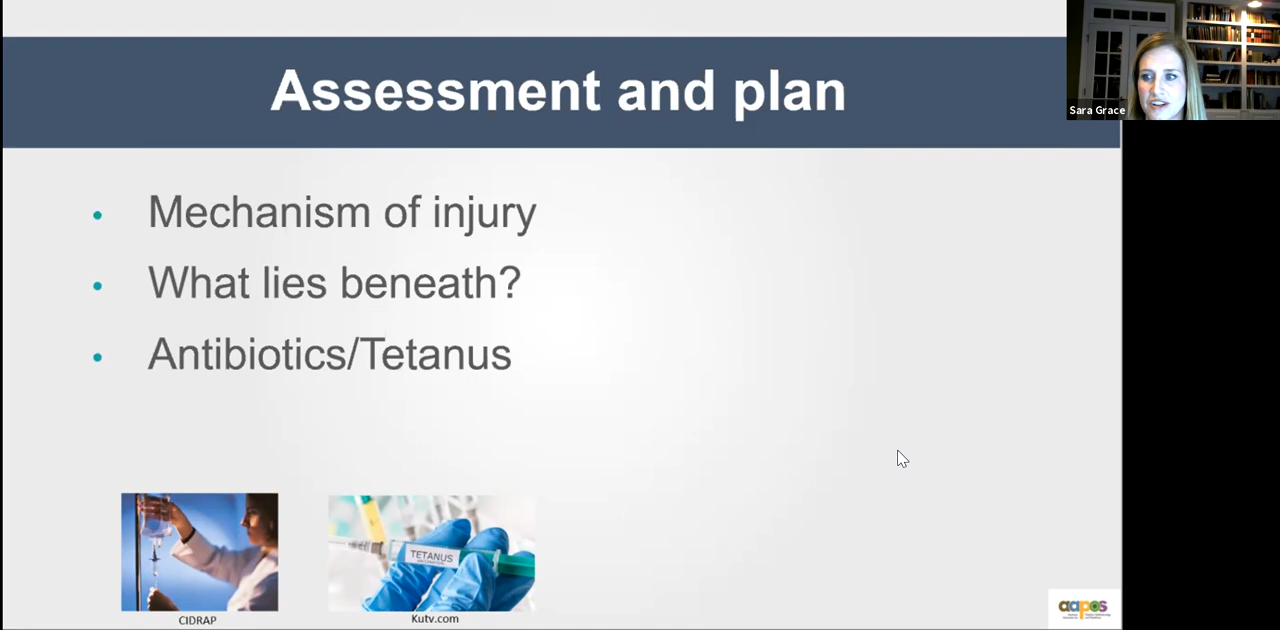 Assessment and plan
Sara Grace
• Mechanism of injury
• What lies beneath?
• Antibiotics/Tetanus
TETANUS
CIDRAP
Kutv.com
aapos